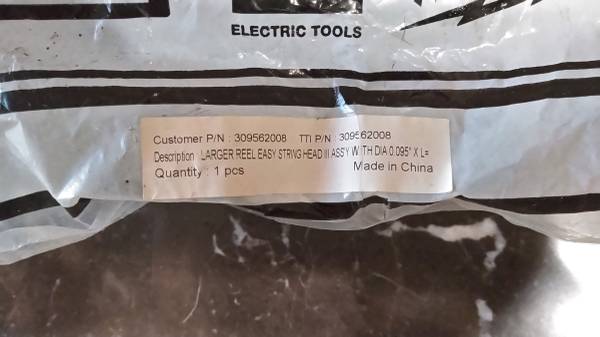 ELECTRIC TOOLS
Customer P/N : 309562008 TTI P/N : 309562008
Description : LARGER REEL EASY STRING HEAD III ASS'Y WITH DIA 0.095" X L=
Quantity : 1 pcs Made in China